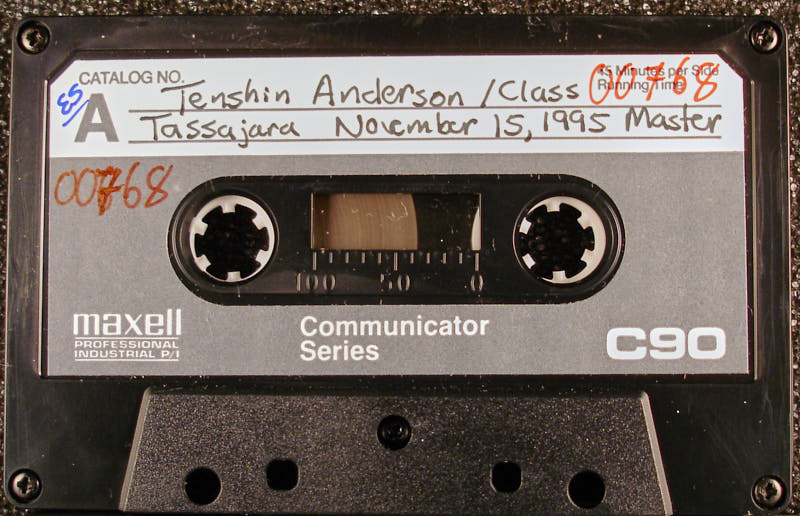 CATALOG NO. Tenshin Anderson / Class 00768
45 Minutes per Side
Running Time
ES
A Tassajara November 15, 1995 Master
00768
100 50 0
maxell
PROFESSIONAL
INDUSTRIAL P/I
Communicator
Series
C90